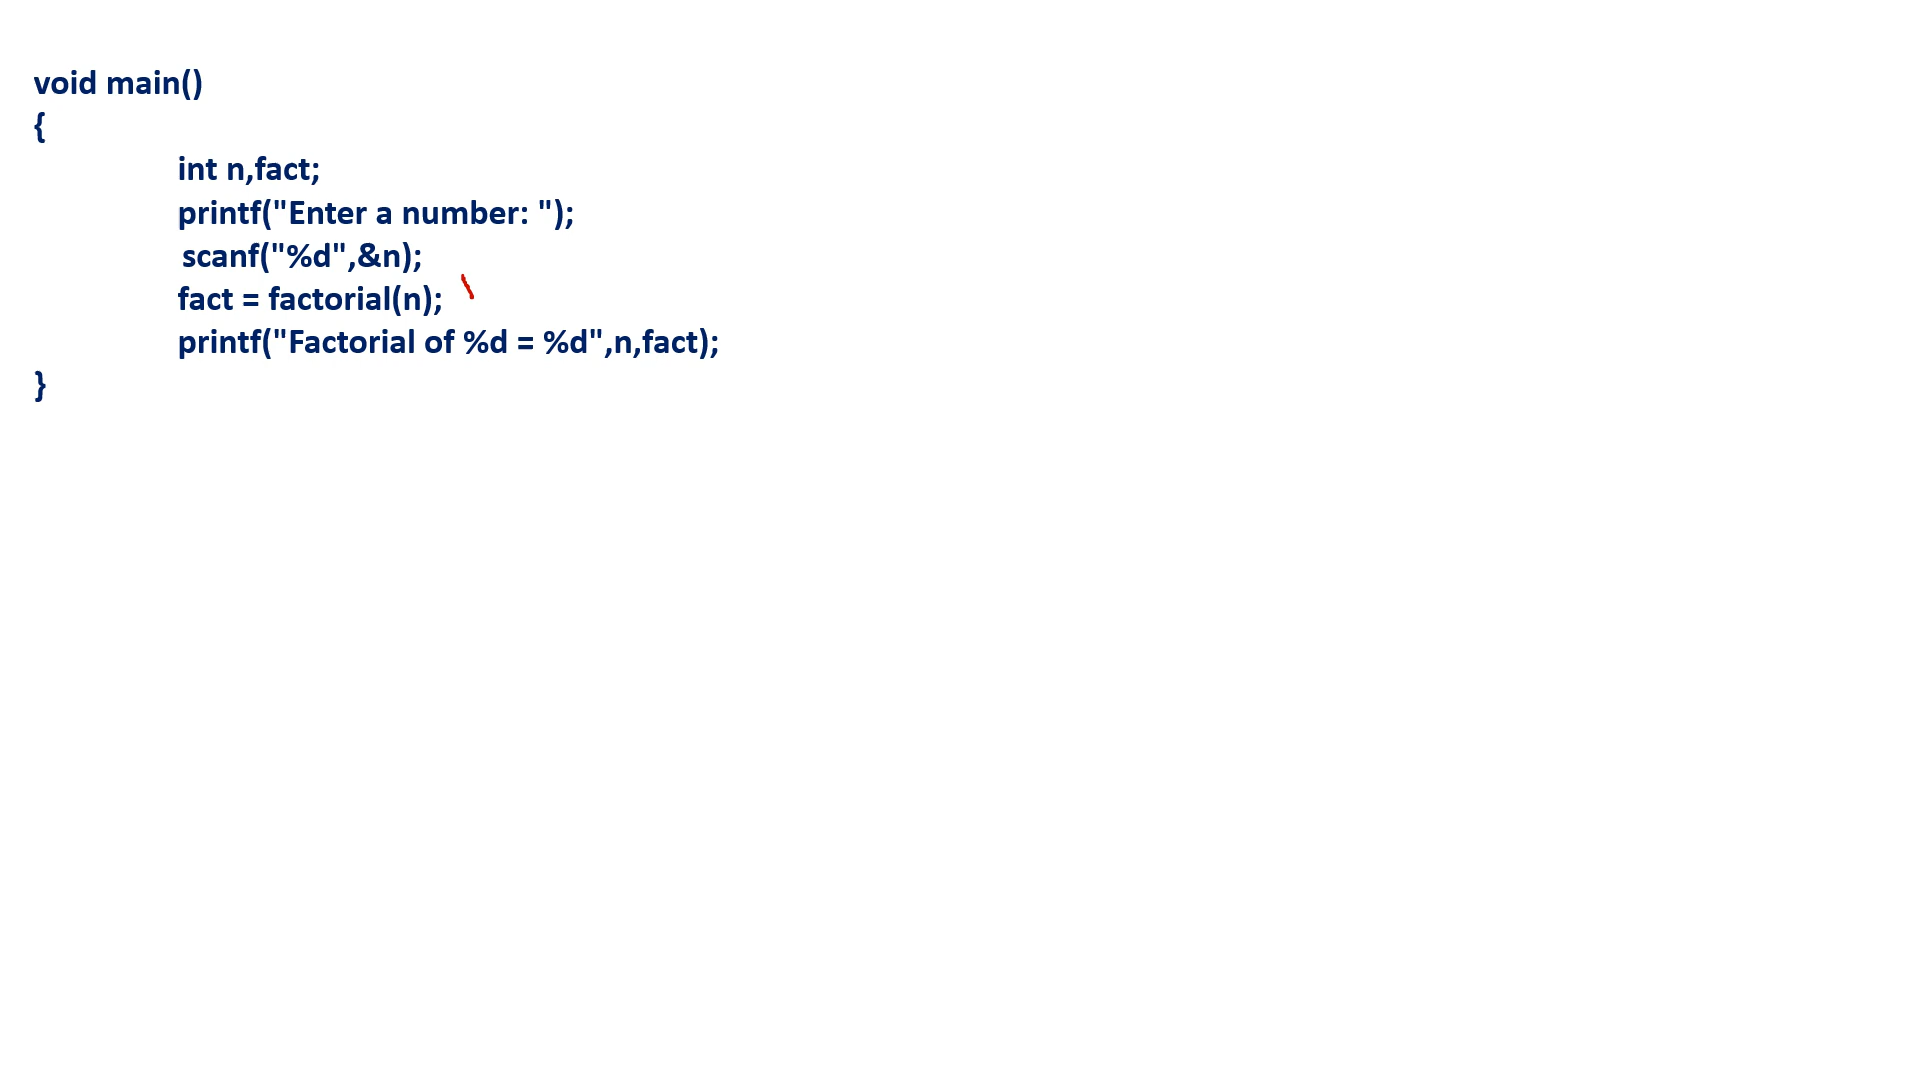 void main()
{
int n,fact;
printf("Enter a number: ");
scanf("%d",&n);
fact = factorial(n);
printf("Factorial of %d = %d",n,fact);
}